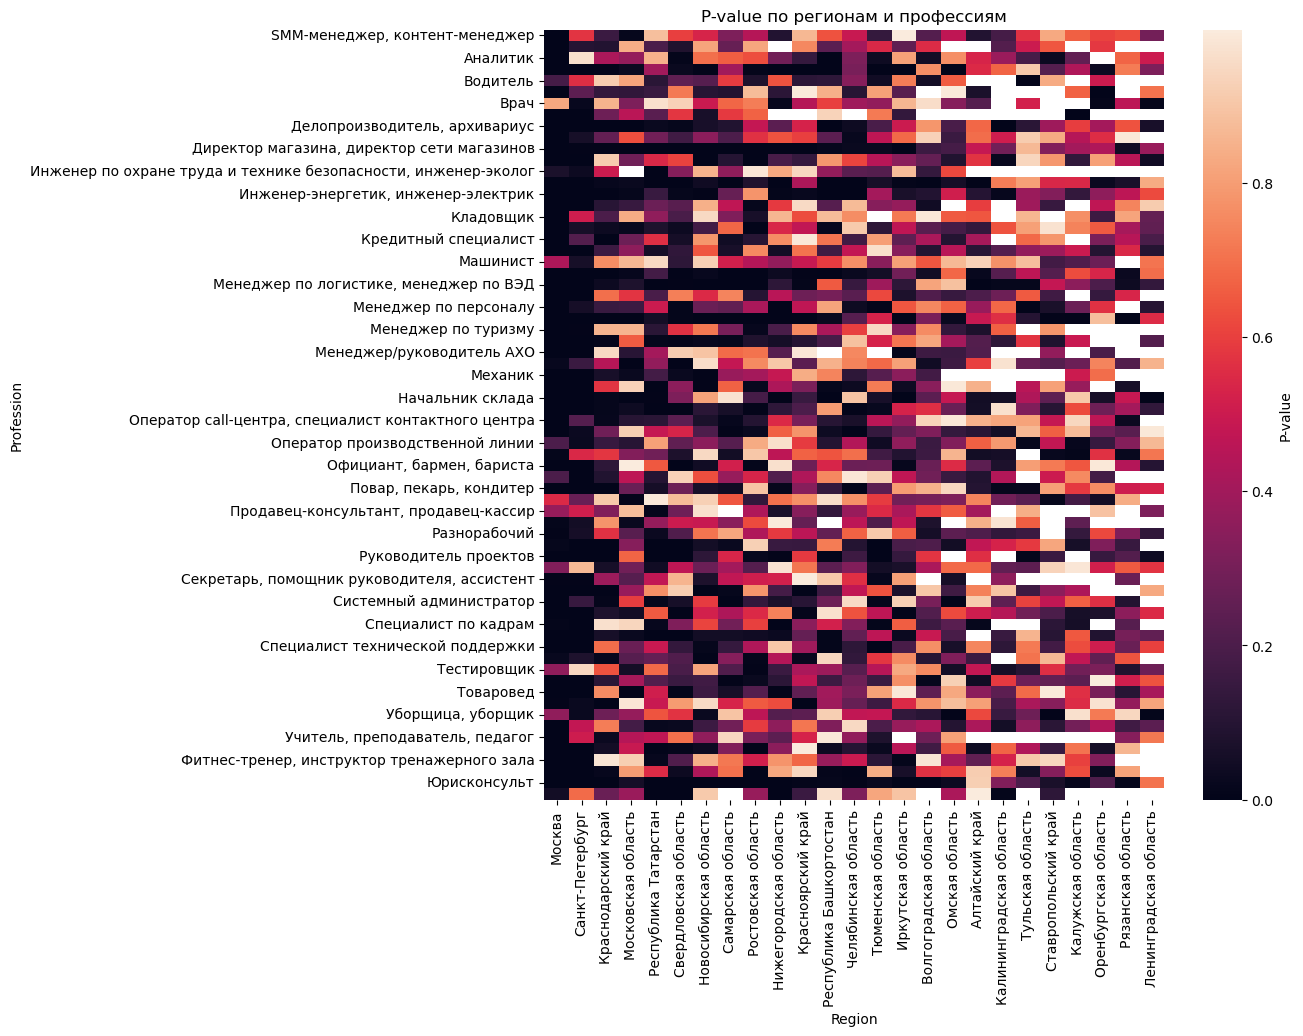 P-value по регионам и профессиям
SMM-менеджер, контент-менеджер
Аналитик
Водитель
Врач
Делопроизводитель, архивариус
Директор магазина, директор сети магазинов
Инженер по охране труда и технике безопасности, инженер-эколог
Инженер-энергетик, инженер-электрик
Кладовщик
Кредитный специалист
Машинист
Менеджер по логистике, менеджер по ВЭД
Менеджер по персоналу
Менеджер по туризму
Менеджер/руководитель АХО
Механик
Начальник склада
Оператор call-центра, специалист контактного центра
Оператор производственной линии
Официант, бармен, бариста
Повар, пекарь, кондитер
Продавец-консультант, продавец-кассир
Разнорабочий
Руководитель проектов
Секретарь, помощник руководителя, ассистент
Системный администратор
Специалист по кадрам
Специалист технической поддержки
Тестировщик
Товаровед
Уборщица, уборщик
Учитель, преподаватель, педагог
Фитнес-тренер, инструктор тренажерного зала
Юрисконсульт
Profession
Москва
Санкт-Петербург
Краснодарский край
Московская область
Республика Татарстан
Свердловская область
Новосибирская область
Самарская область
Ростовская область
Нижегородская область
Красноярский край
Республика Башкортостан
Челябинская область
Тюменская область
Иркутская область
Волгоградская область
Омская область
Алтайский край
Калининградская область
Тульская область
Ставропольский край
Калужская область
Оренбургская область
Рязанская область
Ленинградская область
Region
0.8
0.6
0.4
0.2
0.0
P-value